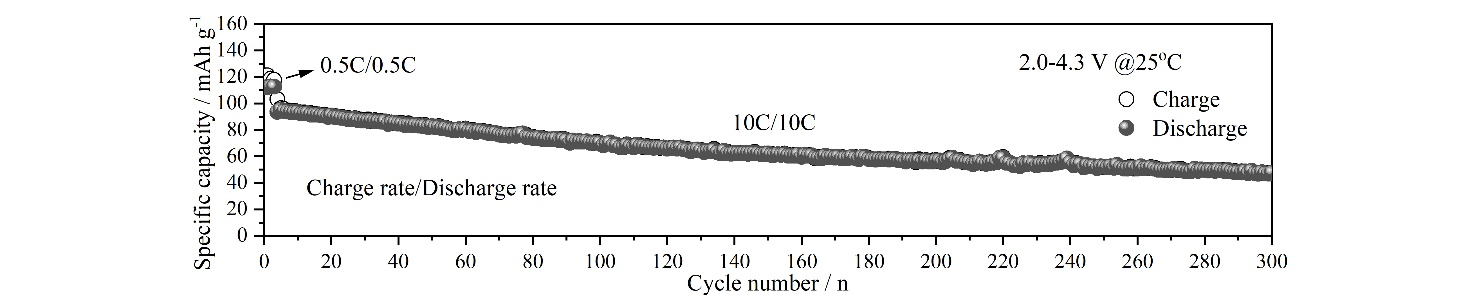 Specific capacity / mAh g⁻¹
160
140
120
100
80
60
40
20
0
0.5C/0.5C
2.0-4.3 V @25°C
Charge
Discharge
10C/10C
Charge rate/Discharge rate
0 20 40 60 80 100 120 140 160 180 200 220 240 260 280 300
Cycle number / n